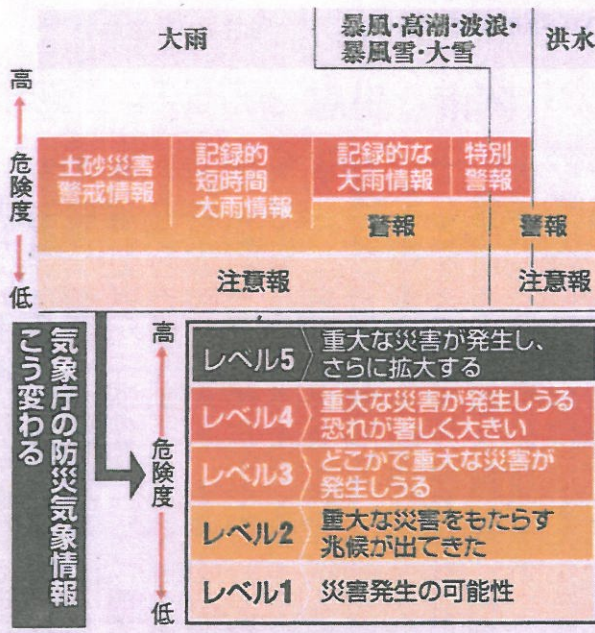 大雨
暴風・高潮・波浪・
暴風雪・大雪
洪水
高
危険度
低
土砂災害
警戒情報
記録的
短時間
大雨情報
記録的な
大雨情報
特別
警報
警報
警報
注意報
注意報
気象庁の防災気象情報
こう変わる
高
危険度
低
レベル5
重大な災害が発生し、
さらに拡大する
レベル4
重大な災害が発生しうる
恐れが著しく大きい
レベル3
どこかで重大な災害が
発生しうる
レベル2
重大な災害をもたらす
兆候が出てきた
レベル1
災害発生の可能性